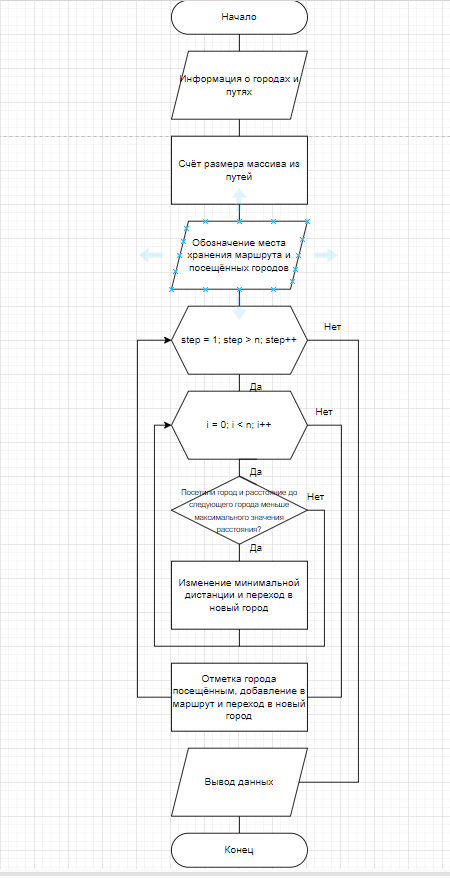 Начало
Информация о городах и
путях
Счёт размера массива из
путей
Обозначение места
хранения маршрута и
посещённых городов
step = 1; step > n; step++
Нет
Да
i = 0; i < n; i++
Нет
Да
Посетили город и расстояние до
следующего города меньше
максимального значения
расстояния?
Нет
Да
Изменение минимальной
дистанции и переход в
новый город
Отметка города
посещённым, добавление в
маршрут и переход в новый
город
Вывод данных
Конец